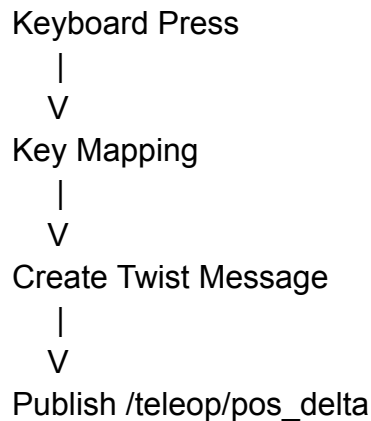 Keyboard Press
|
V
Key Mapping
|
V
Create Twist Message
|
V
Publish /teleop/pos_delta